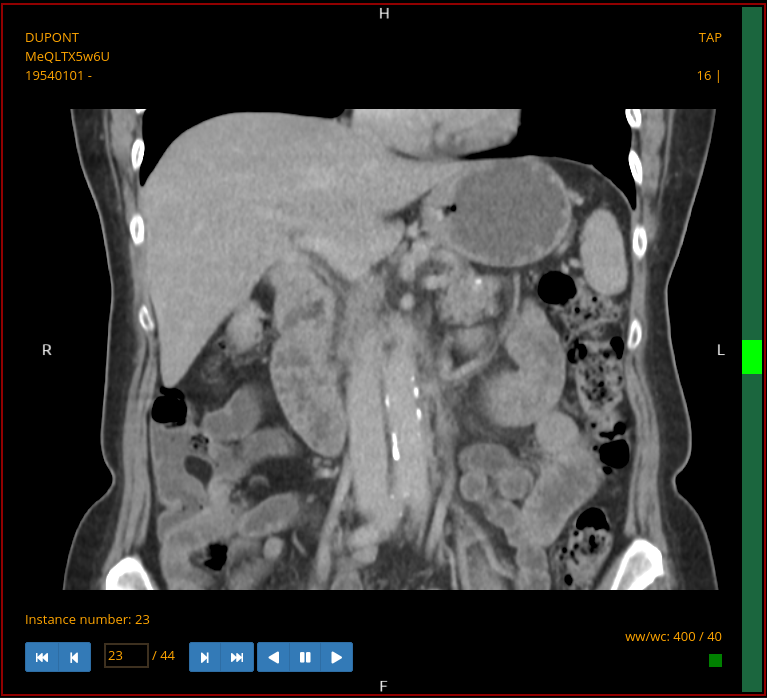 H
DUPONT
TAP
MeQLTX5w6U
19540101 -
16 |
R
L
Instance number: 23
ww/wc: 400 / 40
23 / 44
F